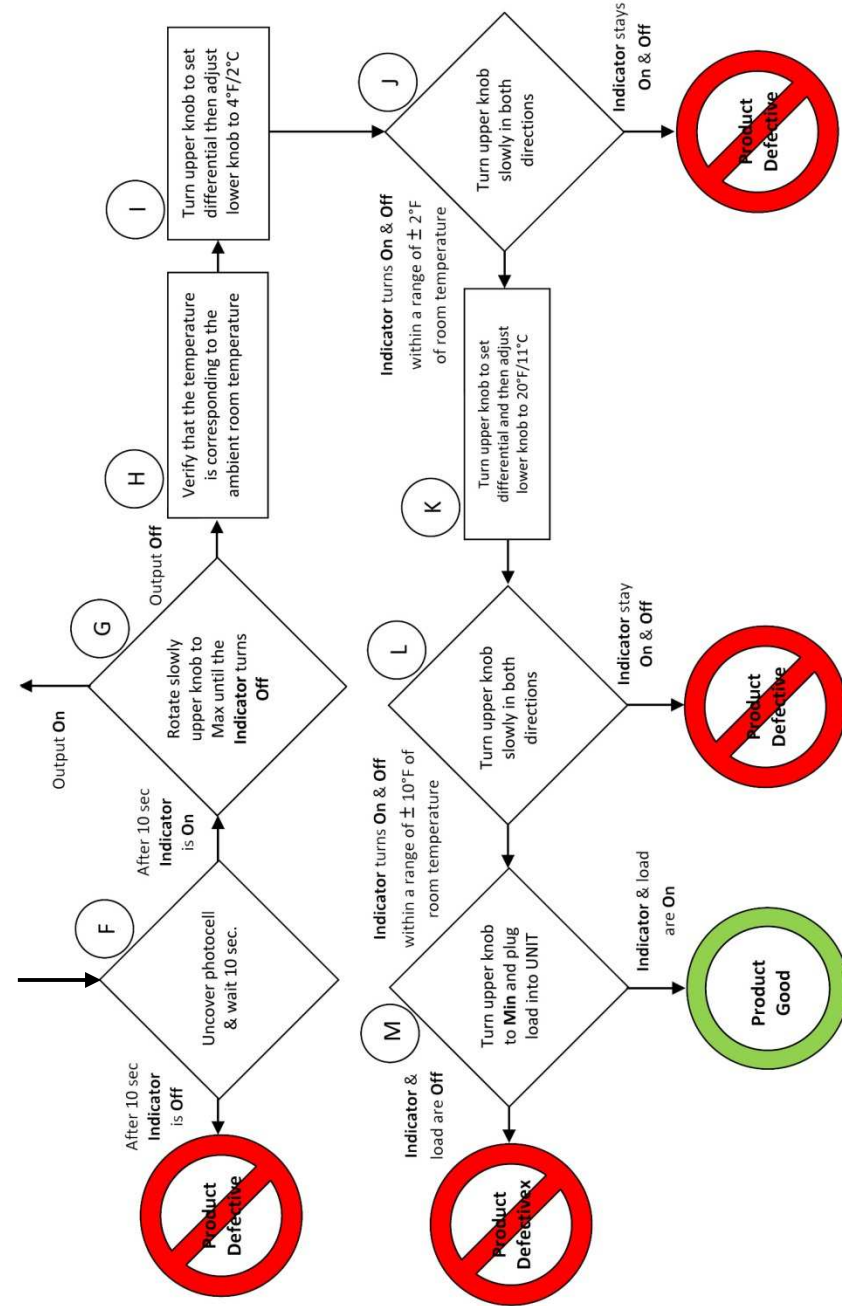 F
Uncover photocell
& wait 10 sec.
After 10 sec
Indicator
is Off
Product
Defective
After 10 sec
Indicator
is On
G
Rotate slowly
upper knob to
Max until the
Indicator turns
Off
Output On
Output Off
H
Verify that the temperature
is corresponding to the
ambient room temperature
I
Turn upper knob to set
differential then adjust
lower knob to 4°F/2°C
J
Turn upper knob
slowly in both
directions
Indicator stays
On & Off
Product
Defective
Indicator turns On & Off
within a range of ± 2°F
of room temperature
K
Turn upper knob to set
differential and then adjust
lower knob to 20°F/11°C
L
Turn upper knob
slowly in both
directions
Indicator stay
On & Off
Product
Defective
Indicator turns On & Off
within a range of ± 10°F of
room temperature
M
Turn upper knob
to Min and plug
load into UNIT
Indicator &
load are Off
Product
Defectivex
Indicator & load
are On
Product
Good